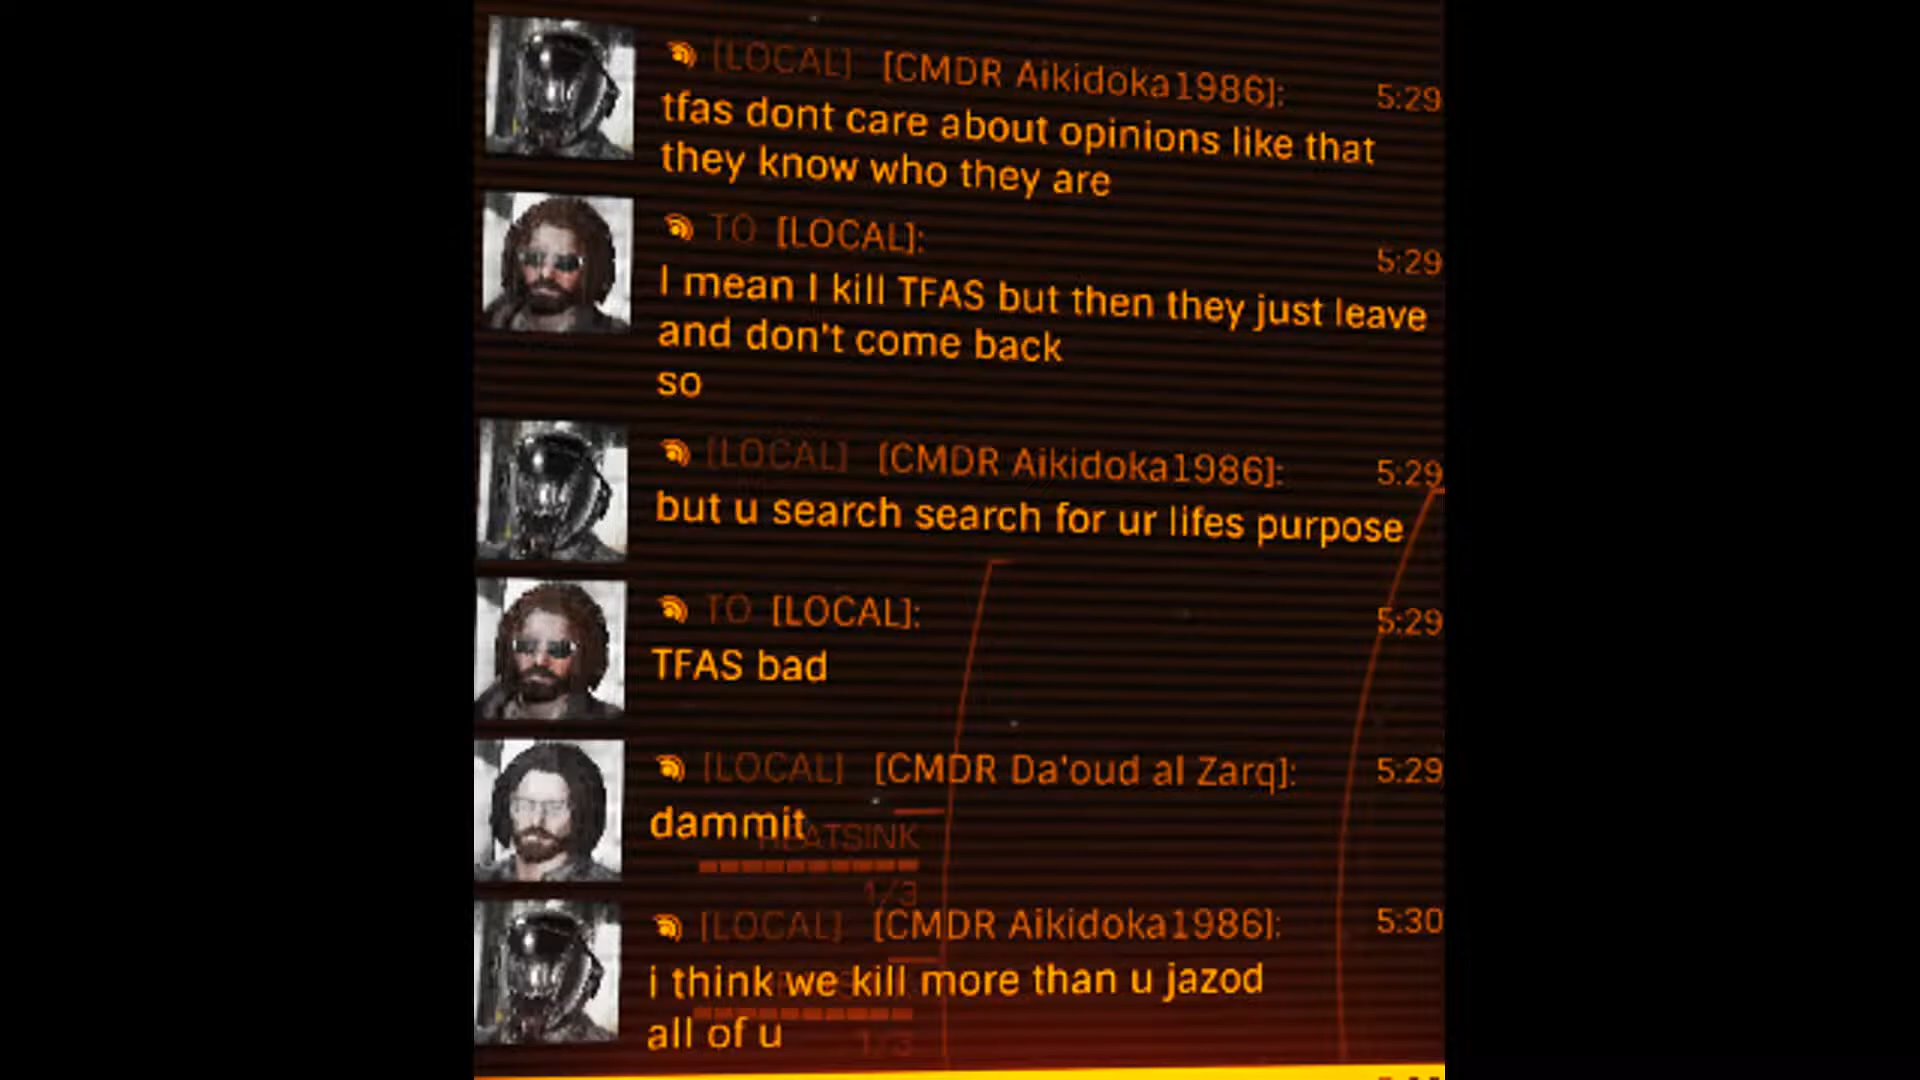 [LOCAL] [CMDR Aikidoka1986]: 5:29
tfas dont care about opinions like that
they know who they are
TO [LOCAL]: 5:29
I mean I kill TFAS but then they just leave
and don't come back
so
[LOCAL] [CMDR Aikidoka1986]: 5:29
but u search search for ur lifes purpose
TO [LOCAL]: 5:29
TFAS bad
[LOCAL] [CMDR Da'oud al Zarq]: 5:29
dammit
HEATSINK
1/3
[LOCAL] [CMDR Aikidoka1986]: 5:30
i think we kill more than u jazod
all of u
1/3